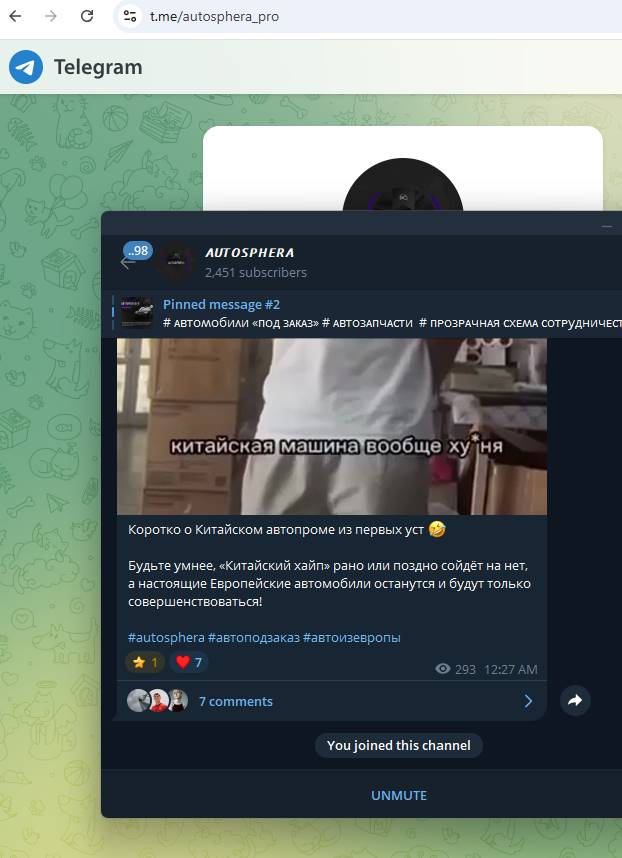 t.me/autosphera_pro
Telegram
..98
AUTOSPHERA
2,451 subscribers
Pinned message #2
# АВТОМОБИЛИ «ПОД ЗАКАЗ» # АВТОЗАПЧАСТИ # ПРОЗРАЧНАЯ СХЕМА СОТРУДНИЧЕСТ
китайская машина вообще ху*ня
Коротко о Китайском автопроме из первых уст 🤣
Будьте умнее, «Китайский хайп» рано или поздно сойдёт на нет,
а настоящие Европейские автомобили останутся и будут только
совершенствоваться!
#autosphera #автоподзаказ #автоизевропы
⭐ 1 ❤️ 7
293 12:27 AM
7 comments
You joined this channel
UNMUTE